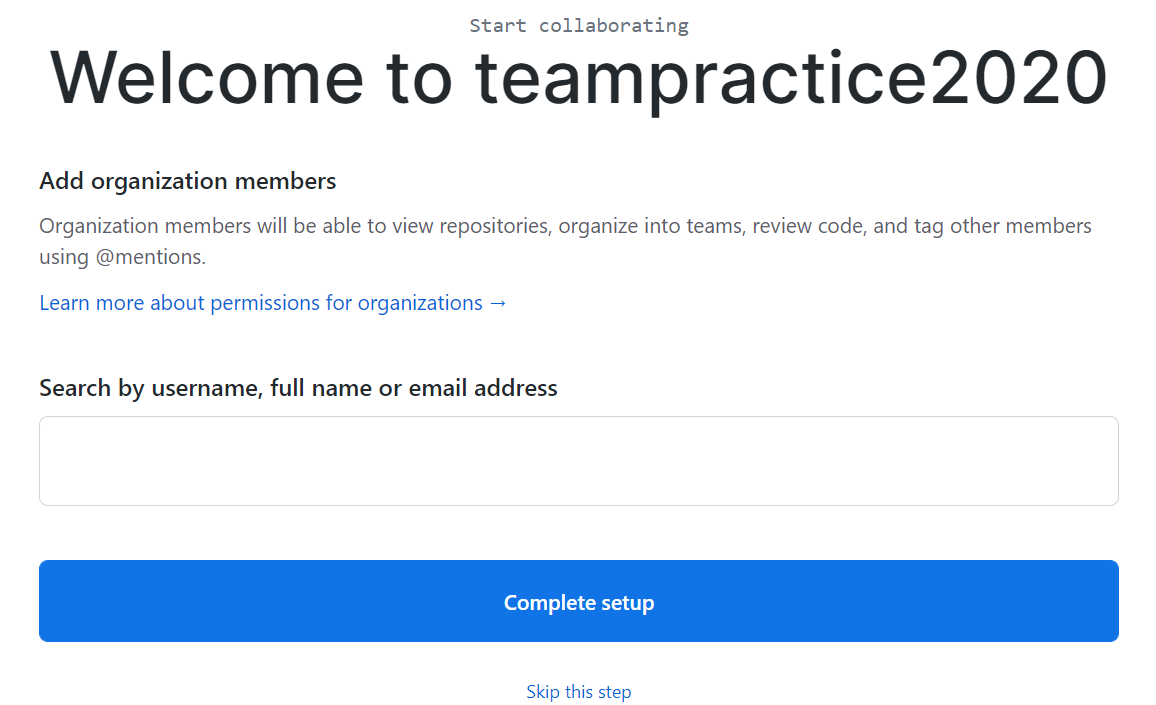 Start collaborating
Welcome to teampractice2020
Add organization members
Organization members will be able to view repositories, organize into teams, review code, and tag other members
using @mentions.
Learn more about permissions for organizations →
Search by username, full name or email address
Complete setup
Skip this step